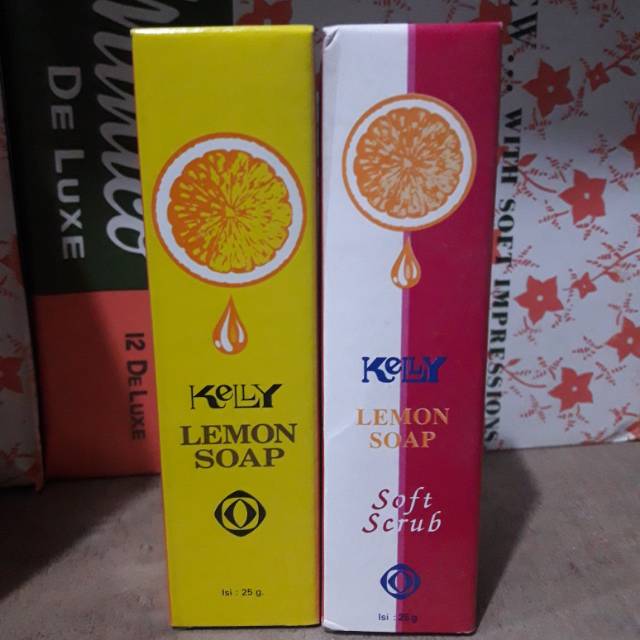 KELLY
LEMON
SOAP
Isi : 25 g.
KELLY
LEMON
SOAP
Soft
Scrub
Isi : 25 g
DE LUXE
12 DE LUXE
WITH SOFT IMPRESSIONS